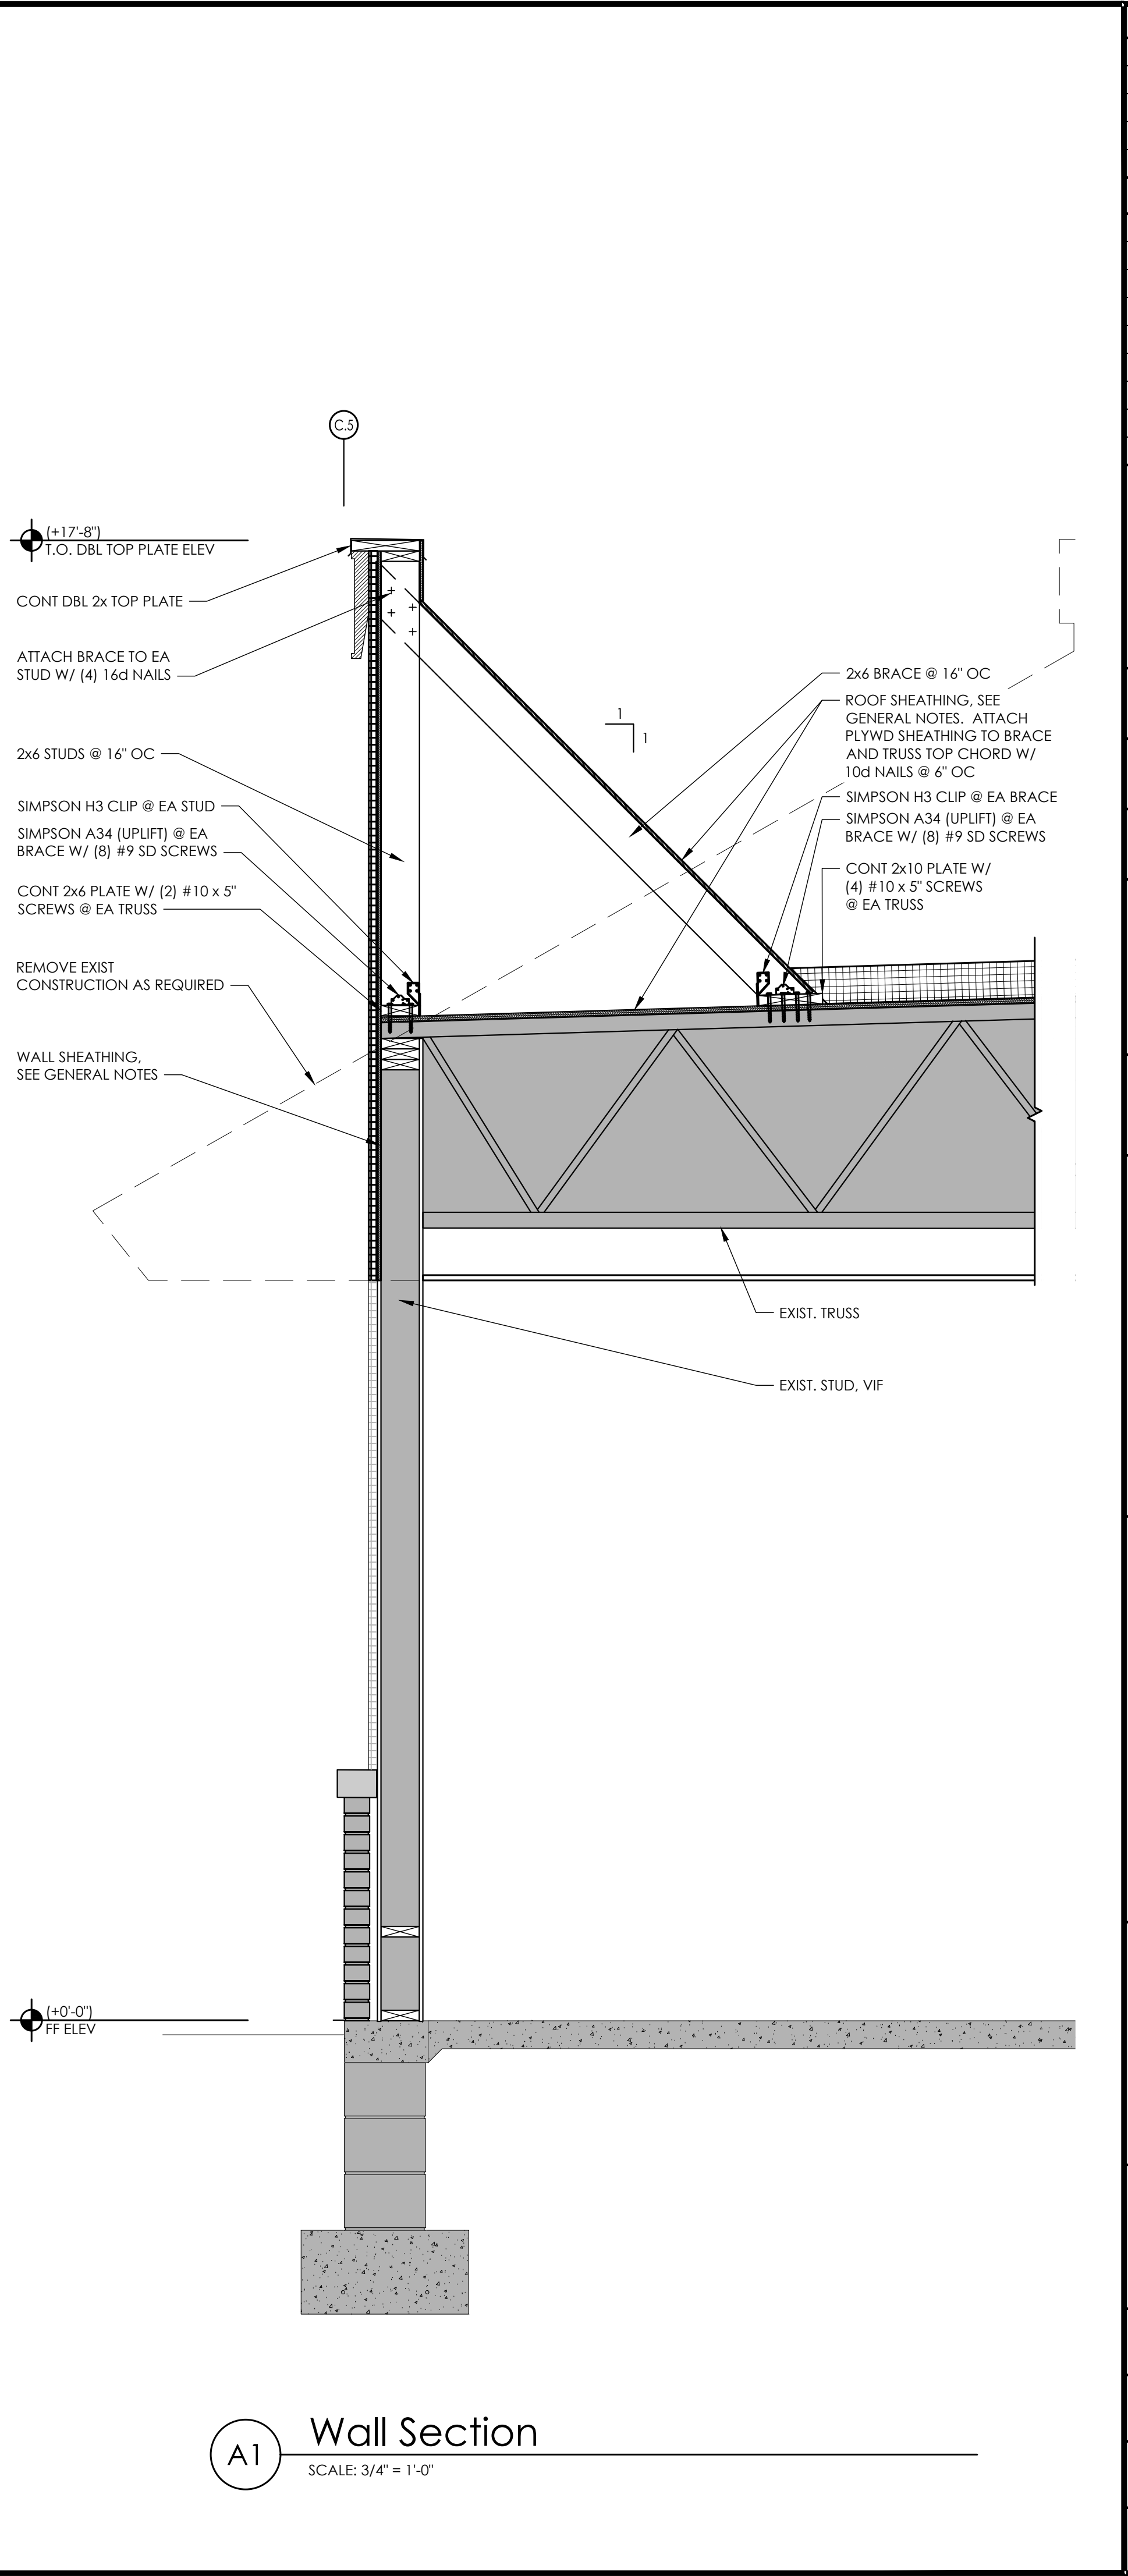 C.5
(+17'-8")
T.O. DBL TOP PLATE ELEV
CONT DBL 2x TOP PLATE
ATTACH BRACE TO EA
STUD W/ (4) 16d NAILS
2x6 STUDS @ 16" OC
SIMPSON H3 CLIP @ EA STUD
SIMPSON A34 (UPLIFT) @ EA
BRACE W/ (8) #9 SD SCREWS
CONT 2x6 PLATE W/ (2) #10 x 5"
SCREWS @ EA TRUSS
REMOVE EXIST
CONSTRUCTION AS REQUIRED
WALL SHEATHING,
SEE GENERAL NOTES
1
1
2x6 BRACE @ 16" OC
ROOF SHEATHING, SEE
GENERAL NOTES. ATTACH
PLYWD SHEATHING TO BRACE
AND TRUSS TOP CHORD W/
10d NAILS @ 6" OC
SIMPSON H3 CLIP @ EA BRACE
SIMPSON A34 (UPLIFT) @ EA
BRACE W/ (8) #9 SD SCREWS
CONT 2x10 PLATE W/
(4) #10 x 5" SCREWS
@ EA TRUSS
EXIST. TRUSS
EXIST. STUD, VIF
(+0'-0")
FF ELEV
A1
Wall Section
SCALE: 3/4" = 1'-0"